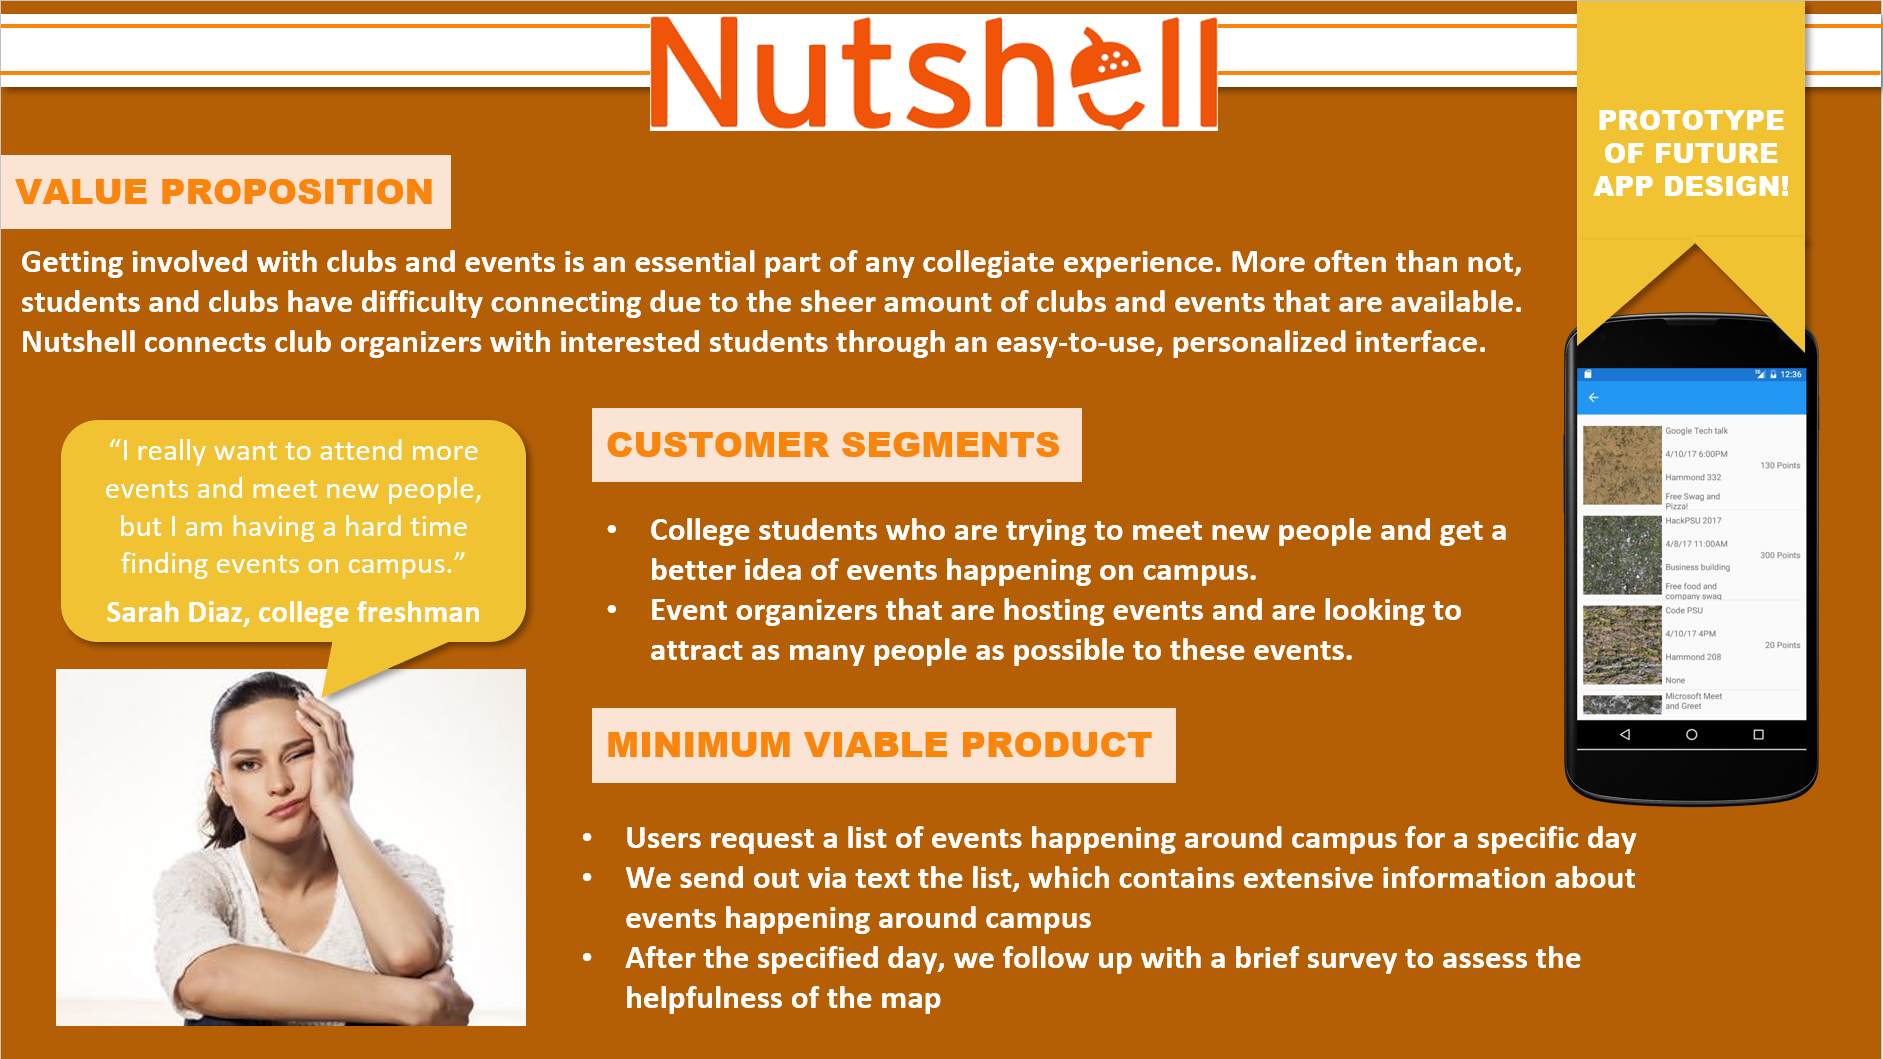 Nutshell
PROTOTYPE
OF FUTURE
APP DESIGN!
VALUE PROPOSITION
Getting involved with clubs and events is an essential part of any collegiate experience. More often than not,
students and clubs have difficulty connecting due to the sheer amount of clubs and events that are available.
Nutshell connects club organizers with interested students through an easy-to-use, personalized interface.
“I really want to attend more
events and meet new people,
but I am having a hard time
finding events on campus.”
Sarah Diaz, college freshman
CUSTOMER SEGMENTS
• College students who are trying to meet new people and get a
better idea of events happening on campus.
• Event organizers that are hosting events and are looking to
attract as many people as possible to these events.
MINIMUM VIABLE PRODUCT
• Users request a list of events happening around campus for a specific day
• We send out via text the list, which contains extensive information about
events happening around campus
• After the specified day, we follow up with a brief survey to assess the
helpfulness of the map
12:36
Google Tech talk
4/10/17 6:00PM
130 Points
Hammond 332
Free Swag and
Pizza!
HackPSU 2017
4/8/17 11:00AM
300 Points
Business building
Free food and
company swag
Code PSU
4/10/17 4PM
20 Points
Hammond 208
None
Microsoft Meet
and Greet